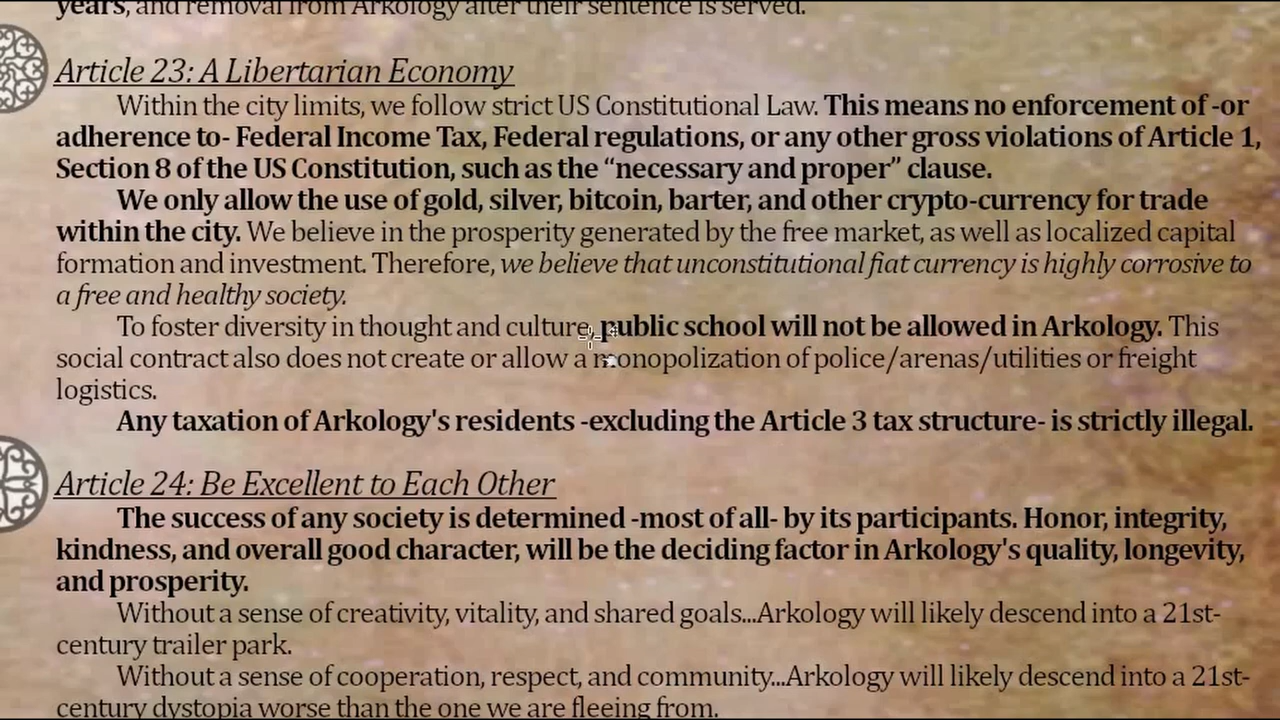 years, and removal from Arkology after their sentence is served.
Article 23: A Libertarian Economy
Within the city limits, we follow strict US Constitutional Law. This means no enforcement of -or
adherence to- Federal Income Tax, Federal regulations, or any other gross violations of Article 1,
Section 8 of the US Constitution, such as the “necessary and proper” clause.
We only allow the use of gold, silver, bitcoin, barter, and other crypto-currency for trade
within the city. We believe in the prosperity generated by the free market, as well as localized capital
formation and investment. Therefore, we believe that unconstitutional fiat currency is highly corrosive to
a free and healthy society.
To foster diversity in thought and culture, public school will not be allowed in Arkology. This
social contract also does not create or allow a monopolization of police/arenas/utilities or freight
logistics.
Any taxation of Arkology's residents -excluding the Article 3 tax structure- is strictly illegal.
Article 24: Be Excellent to Each Other
The success of any society is determined -most of all- by its participants. Honor, integrity,
kindness, and overall good character, will be the deciding factor in Arkology's quality, longevity,
and prosperity.
Without a sense of creativity, vitality, and shared goals...Arkology will likely descend into a 21st-
century trailer park.
Without a sense of cooperation, respect, and community...Arkology will likely descend into a 21st-
century dystopia worse than the one we are fleeing from.